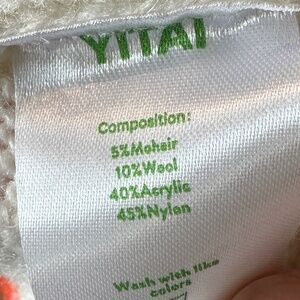 YITAI
Composition:
5%Mohair
10%Wool
40%Acrylic
45%Nylon
Wash with like
colors